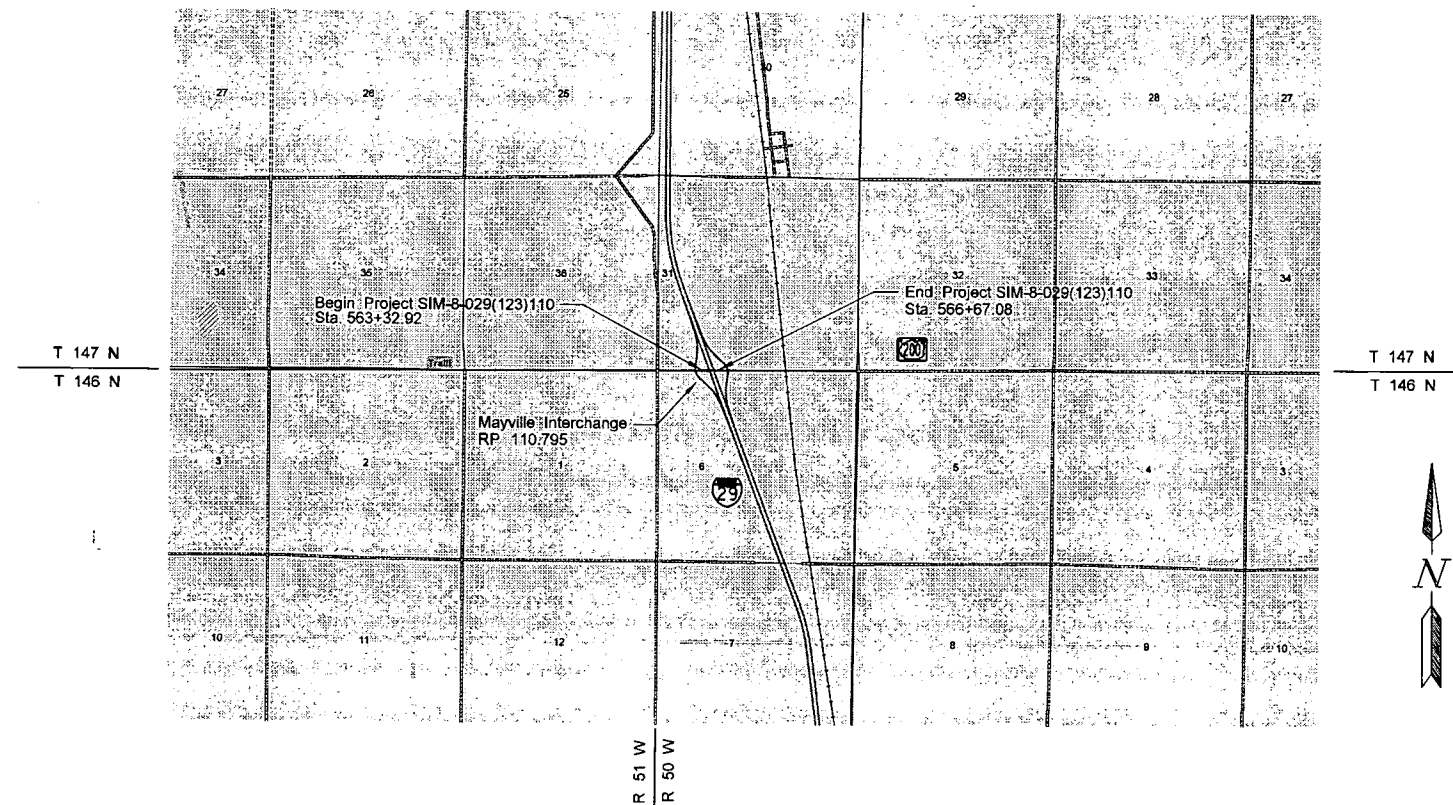 27 26 25 30 29 28 27
34 35 36 31 32 33 34
Begin Project SIM-8-029(123)110
Sta. 563+32.92
End Project SIM-8-029(123)110
Sta. 566+67.08
200
T 147 N
T 146 N
Traill
T 147 N
T 146 N
Mayville Interchange
RP 110.795
3 2 1 6 5 4 3
29
N
10 11 12 7 8 9 10
R 51 W
R 50 W